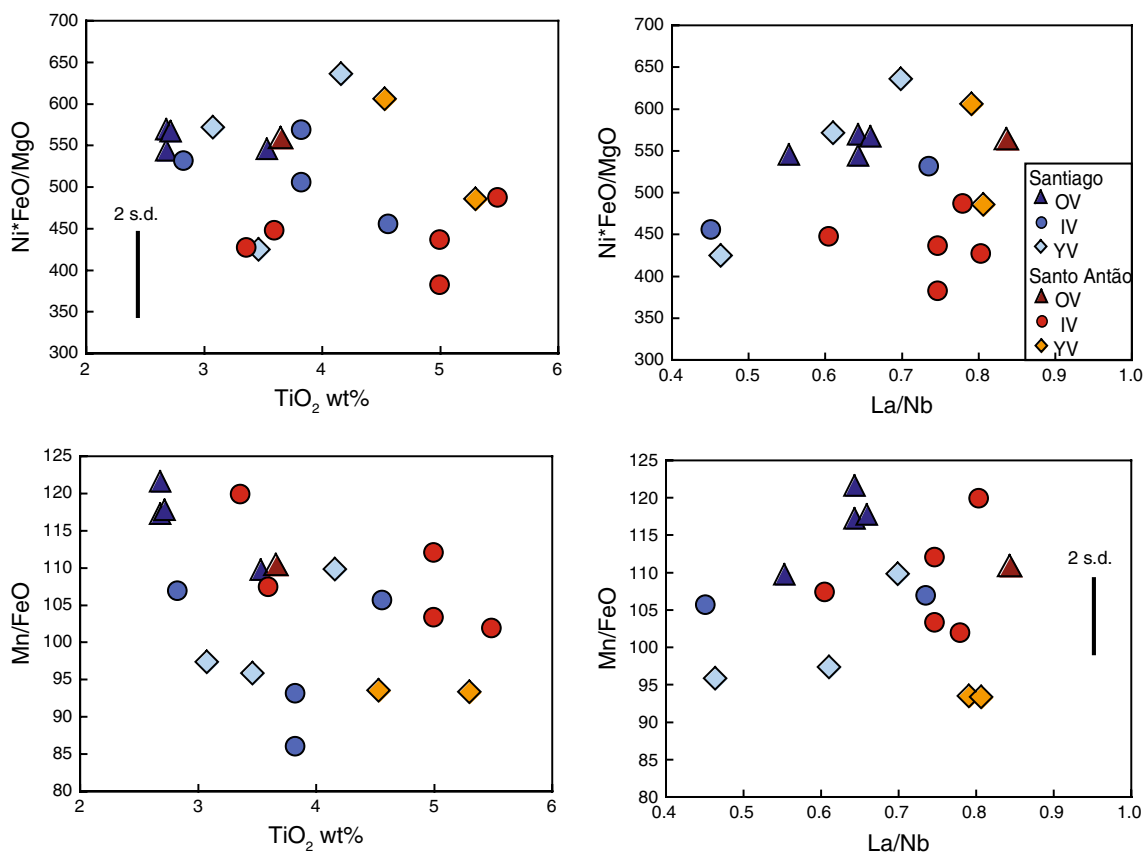 Ni*FeO/MgO
700
650
600
550
500
450
400
350
300
2 s.d.
2 3 4 5 6
TiO2 wt%
Ni*FeO/MgO
700
650
600
550
500
450
400
350
300
Santiago
OV
IV
YV
Santo Antão
OV
IV
YV
0.4 0.5 0.6 0.7 0.8 0.9 1.0
La/Nb
Mn/FeO
125
120
115
110
105
100
95
90
85
80
2 3 4 5 6
TiO2 wt%
Mn/FeO
125
120
115
110
105
100
95
90
85
80
2 s.d.
0.4 0.5 0.6 0.7 0.8 0.9 1.0
La/Nb